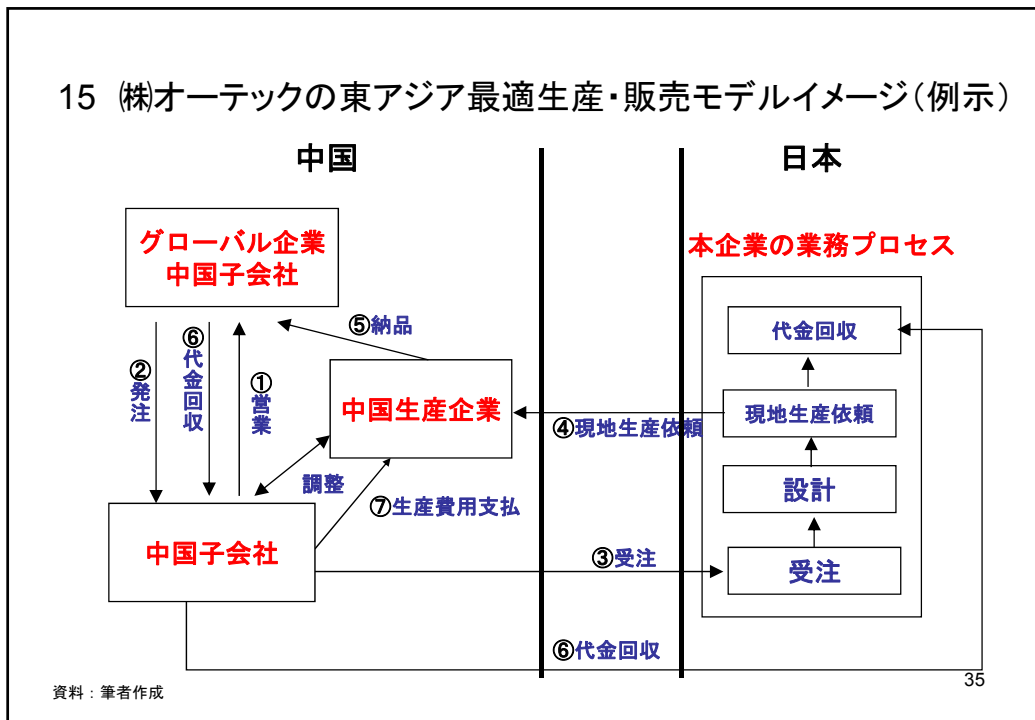 15 ㈱オーテックの東アジア最適生産・販売モデルイメージ(例示)
中国
日本
グローバル企業
中国子会社
本企業の業務プロセス
⑤納品
代金回収
②発注
⑥代金回収
①営業
中国生産企業
④現地生産依頼
現地生産依頼
調整
⑦生産費用支払
設計
中国子会社
③受注
受注
⑥代金回収
資料：筆者作成
35